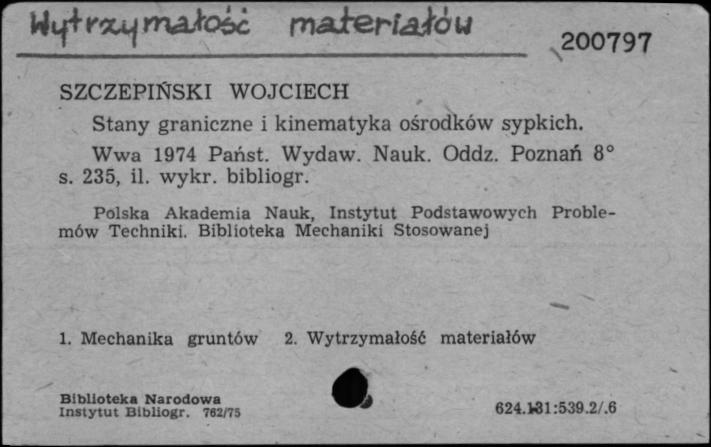 Wytrzymałość materiałów
200797
SZCZEPIŃSKI WOJCIECH
Stany graniczne i kinematyka ośrodków sypkich.
Wwa 1974 Państ. Wydaw. Nauk. Oddz. Poznań 8°
s. 235, il. wykr. bibliogr.
Polska Akademia Nauk, Instytut Podstawowych Proble-
mów Techniki. Biblioteka Mechaniki Stosowanej
1. Mechanika gruntów 2. Wytrzymałość materiałów
Biblioteka Narodowa
Instytut Bibliogr. 762/75
624.131:539.2/.6